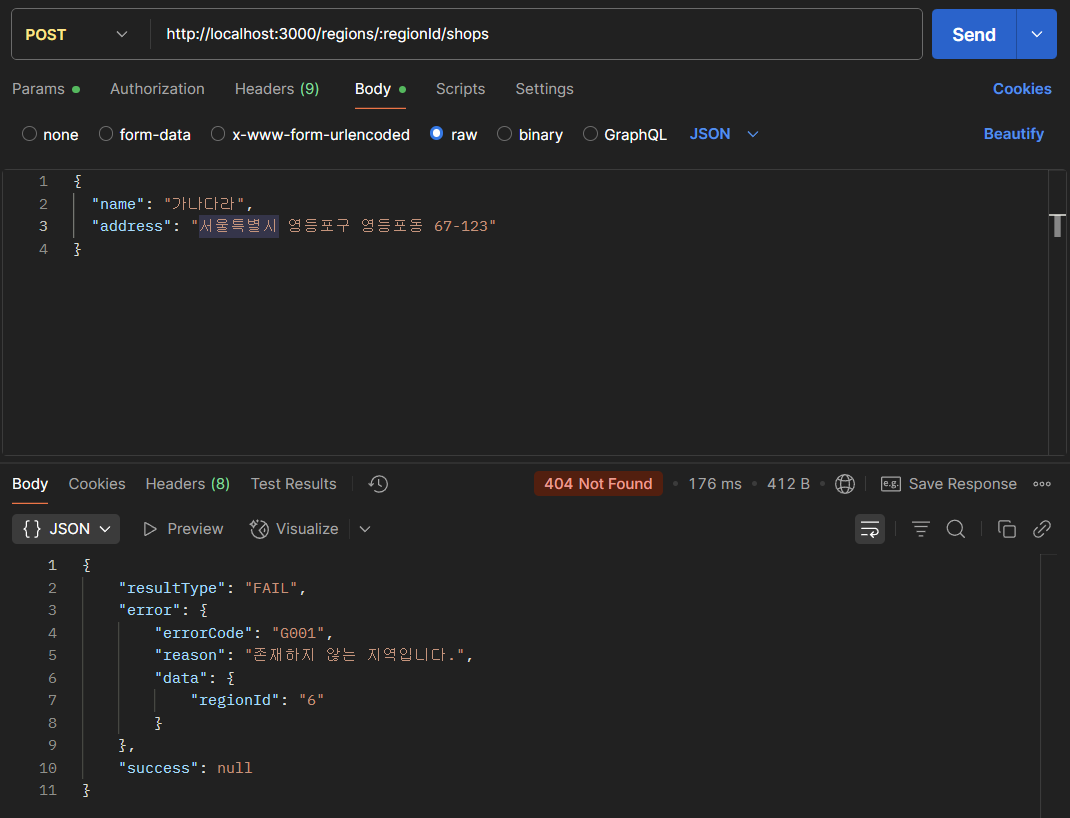 POST http://localhost:3000/regions/:regionId/shops Send
Params Authorization Headers (9) Body Scripts Settings Cookies
none form-data x-www-form-urlencoded raw binary GraphQL JSON Beautify
1 {
2 "name": "가나다라",
3 "address": "서울특별시 영등포구 영등포동 67-123"
4 }
Body Cookies Headers (8) Test Results 404 Not Found • 176 ms • 412 B • e.g. Save Response
{} JSON Preview Visualize
1 {
2 "resultType": "FAIL",
3 "error": {
4 "errorCode": "G001",
5 "reason": "존재하지 않는 지역입니다.",
6 "data": {
7 "regionId": "6"
8 }
9 },
10 "success": null
11 }